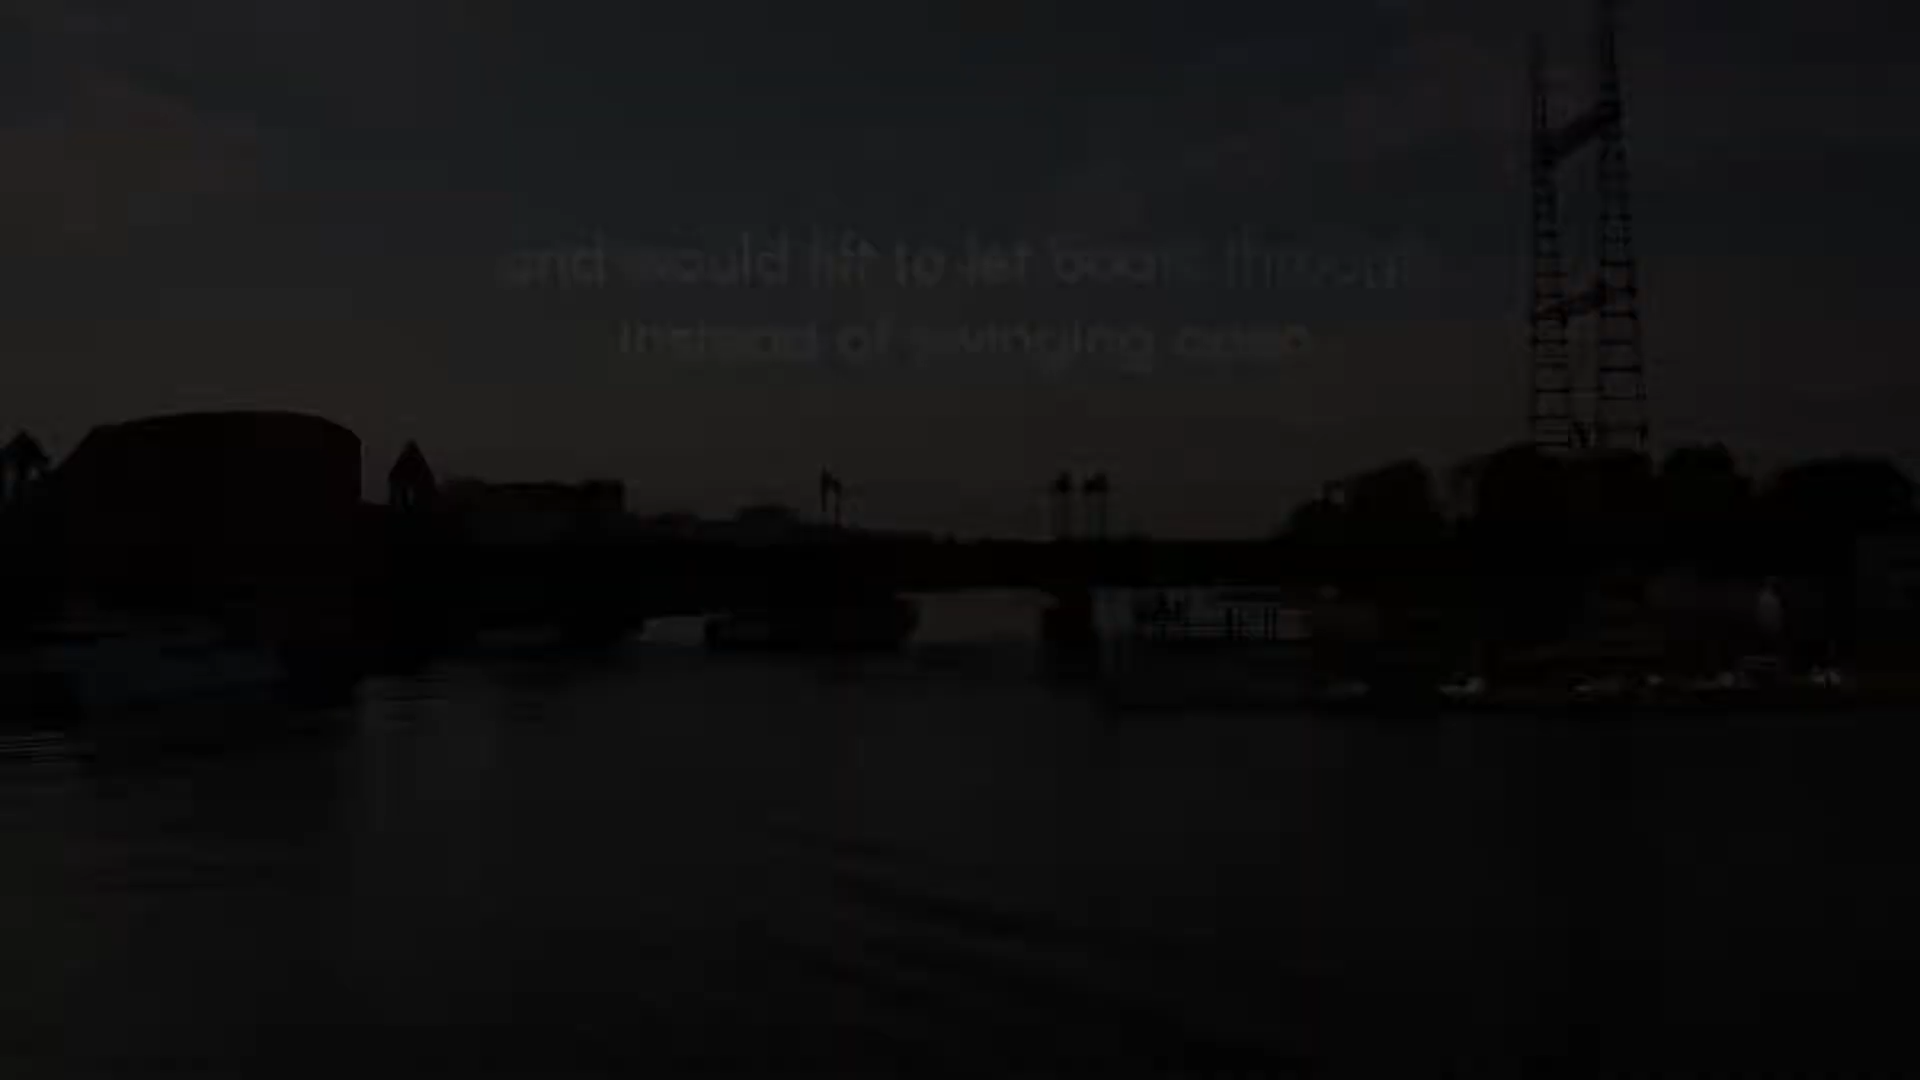 and would lift to let boats through
instead of swinging open